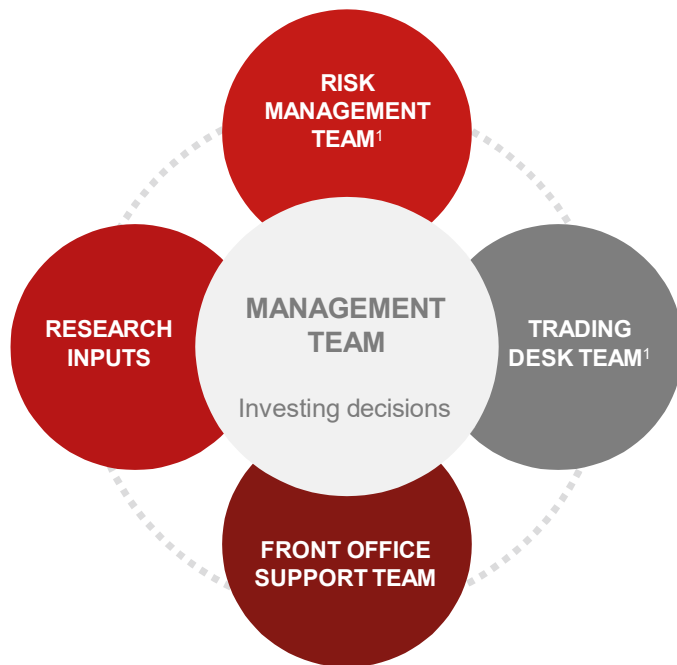 RISK
MANAGEMENT
TEAM¹
RESEARCH
INPUTS
MANAGEMENT
TEAM
Investing decisions
TRADING
DESK TEAM¹
FRONT OFFICE
SUPPORT TEAM